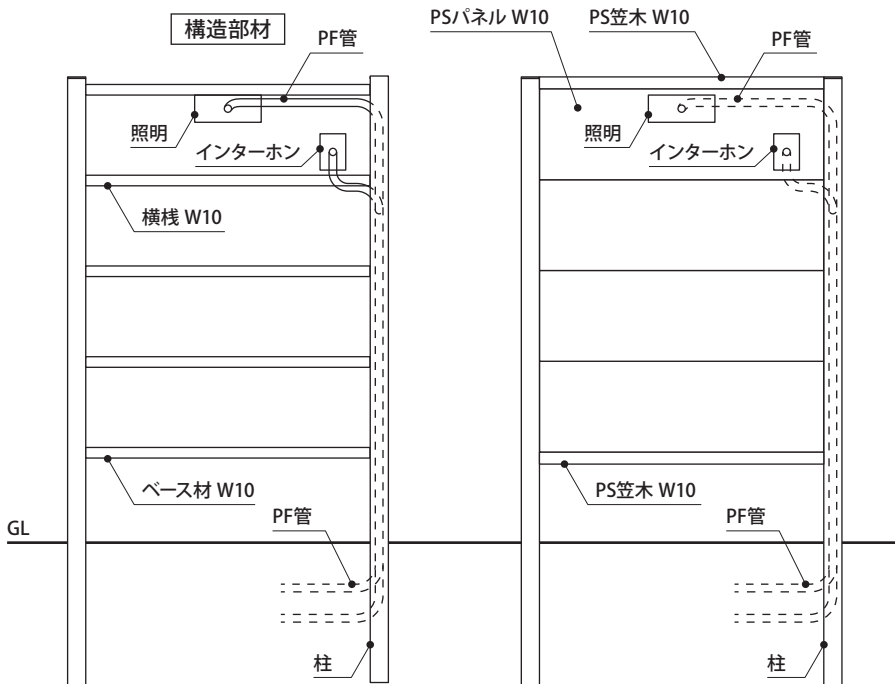 構造部材
PF管
照明
インターホン
横桟 W10
ベース材 W10
GL
PF管
柱
PSパネル W10
PS笠木 W10
PF管
照明
インターホン
PS笠木 W10
PF管
柱